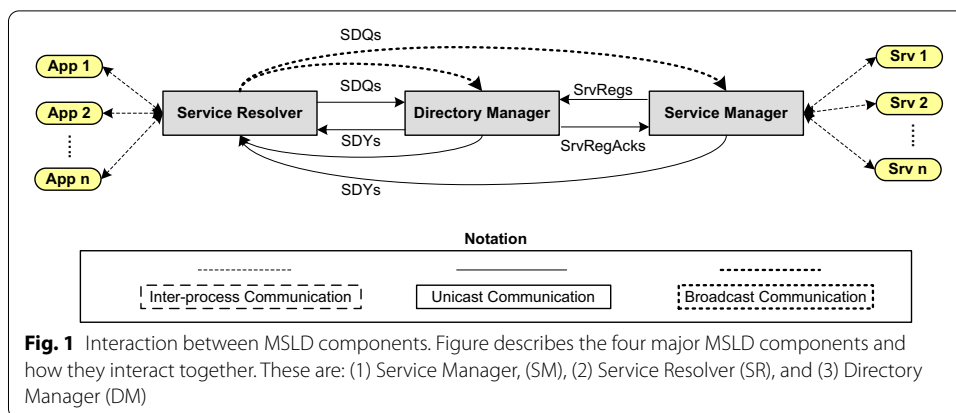 SDQs
App 1
App 2
App n
Service Resolver
SDQs
SDYs
Directory Manager
SrvRegs
SrvRegAcks
Service Manager
Srv 1
Srv 2
Srv n
SDYs
Notation
Inter-process Communication
Unicast Communication
Broadcast Communication
Fig. 1 Interaction between MSLD components. Figure describes the four major MSLD components and
how they interact together. These are: (1) Service Manager, (SM), (2) Service Resolver (SR), and (3) Directory
Manager (DM)